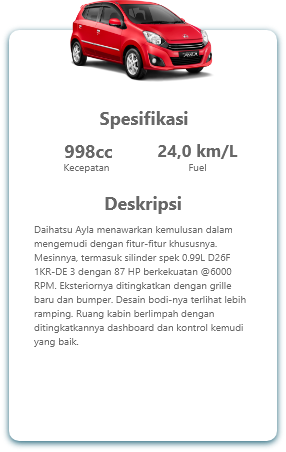 Spesifikasi
998cc 24,0 km/L
Kecepatan Fuel
Deskripsi
Daihatsu Ayla menawarkan kemulusan dalam
mengemudi dengan fitur-fitur khususnya.
Mesinnya, termasuk silinder spek 0.99L D26F
1KR-DE 3 dengan 87 HP berkekuatan @6000
RPM. Eksteriornya ditingkatkan dengan grille
baru dan bumper. Desain bodi-nya terlihat lebih
ramping. Ruang kabin berlimpah dengan
ditingkatkannya dashboard dan kontrol kemudi
yang baik.